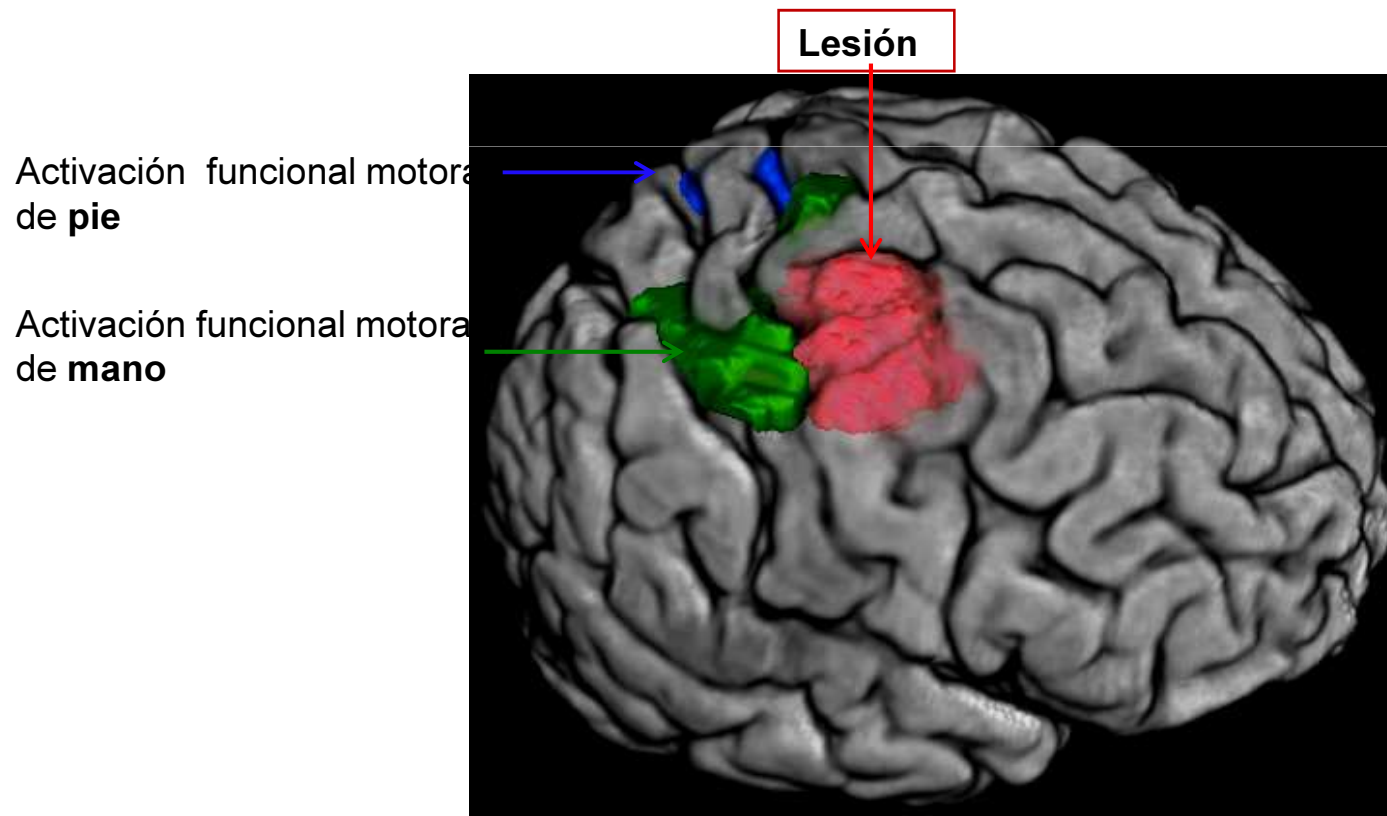 Lesión
Activación funcional motora
de pie
Activación funcional motora
de mano